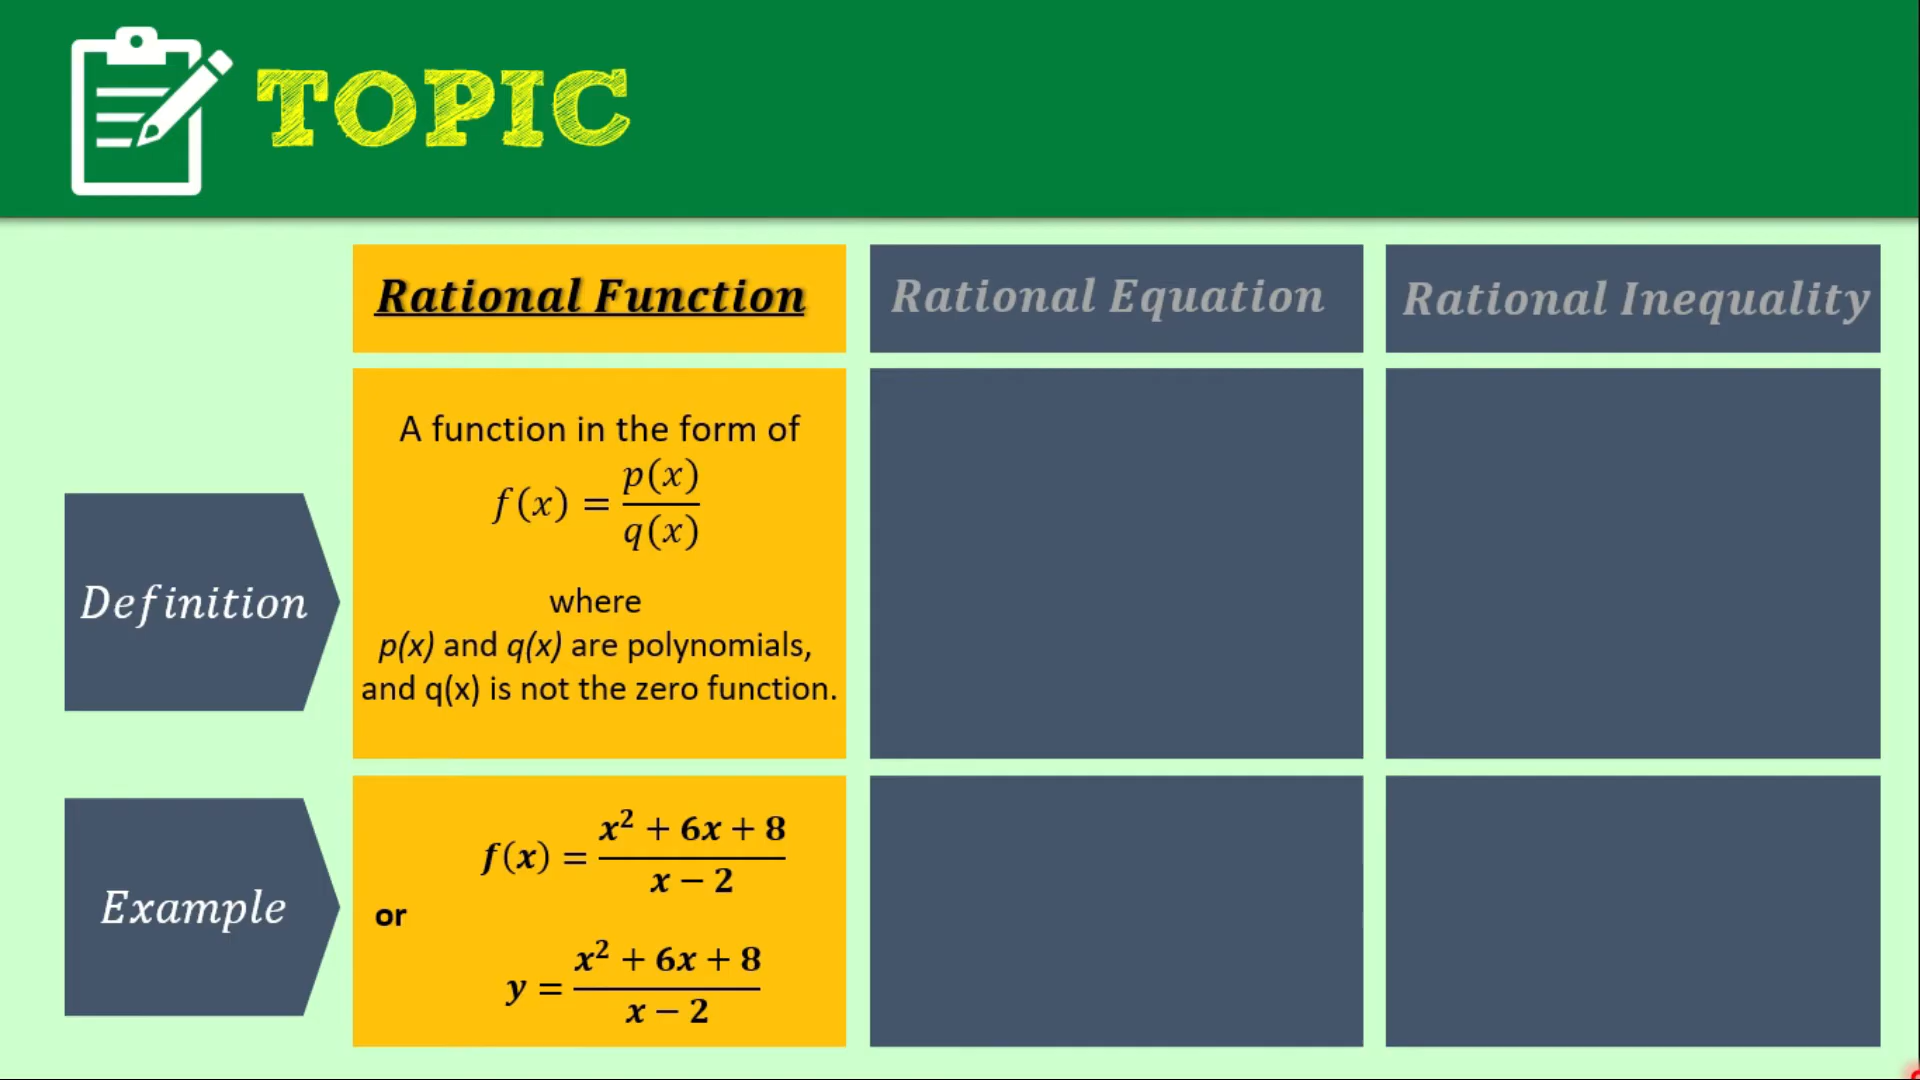 TOPIC
Rational Function
Rational Equation
Rational Inequality
Definition
A function in the form of
f(x) = p(x)/q(x)
where
p(x) and q(x) are polynomials,
and q(x) is not the zero function.
Example
f(x) = (x² + 6x + 8)/(x − 2)
or
y = (x² + 6x + 8)/(x − 2)